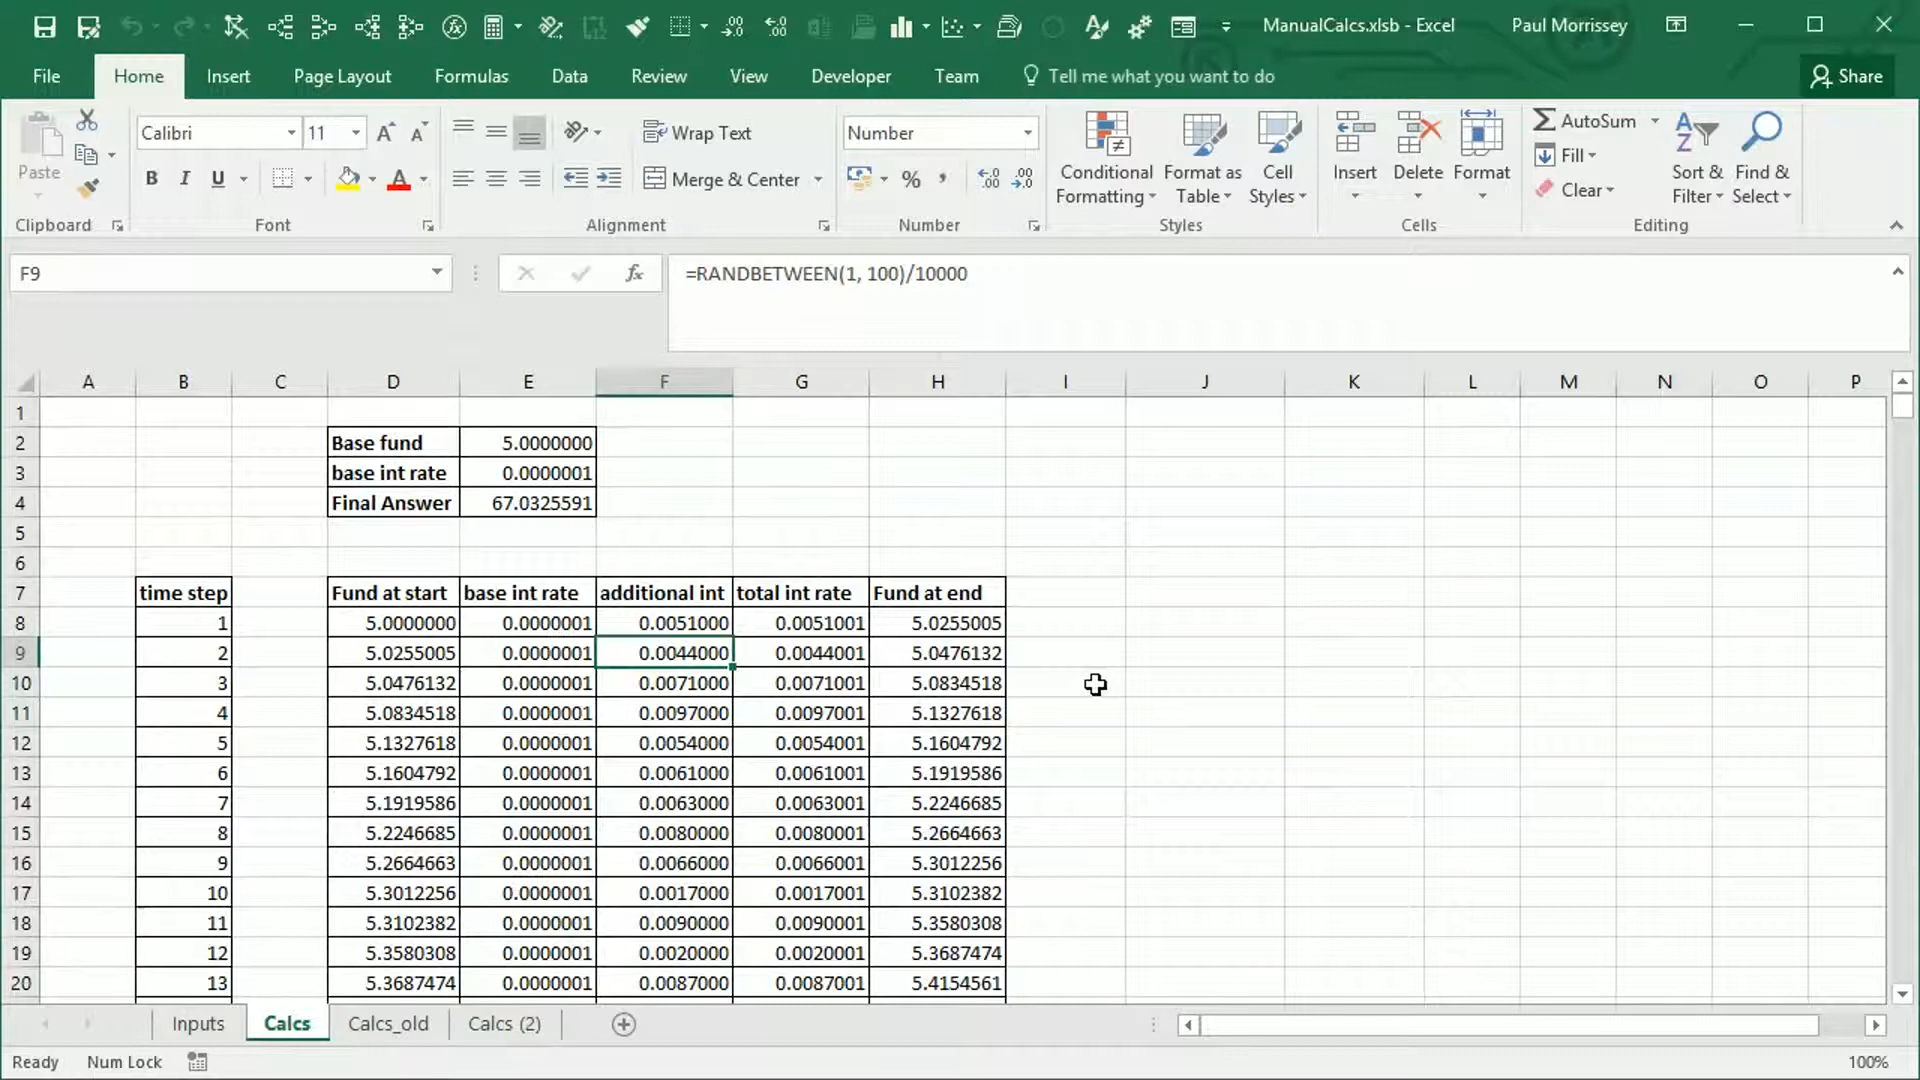 ManualCalcs.xlsb - Excel
Paul Morrissey
File Home Insert Page Layout Formulas Data Review View Developer Team Tell me what you want to do Share
Paste
Clipboard
Calibri 11
B I U A
Font
Wrap Text
Merge & Center
Alignment
Number
%
Number
Conditional Formatting
Format as Table
Cell Styles
Styles
Insert Delete Format
Cells
AutoSum
Fill
Clear
Sort & Filter
Find & Select
Editing
F9 fx =RANDBETWEEN(1, 100)/10000
A B C D E F G H I J K L M N O P
1
2 Base fund 5.0000000
3 base int rate 0.0000001
4 Final Answer 67.0325591
5
6
7 time step Fund at start base int rate additional int total int rate Fund at end
8 1 5.0000000 0.0000001 0.0051000 0.0051001 5.0255005
9 2 5.0255005 0.0000001 0.0044000 0.0044001 5.0476132
10 3 5.0476132 0.0000001 0.0071000 0.0071001 5.0834518
11 4 5.0834518 0.0000001 0.0097000 0.0097001 5.1327618
12 5 5.1327618 0.0000001 0.0054000 0.0054001 5.1604792
13 6 5.1604792 0.0000001 0.0061000 0.0061001 5.1919586
14 7 5.1919586 0.0000001 0.0063000 0.0063001 5.2246685
15 8 5.2246685 0.0000001 0.0080000 0.0080001 5.2664663
16 9 5.2664663 0.0000001 0.0066000 0.0066001 5.3012256
17 10 5.3012256 0.0000001 0.0017000 0.0017001 5.3102382
18 11 5.3102382 0.0000001 0.0090000 0.0090001 5.3580308
19 12 5.3580308 0.0000001 0.0020000 0.0020001 5.3687474
20 13 5.3687474 0.0000001 0.0087000 0.0087001 5.4154561
Inputs Calcs Calcs_old Calcs (2)
Ready Num Lock 100%